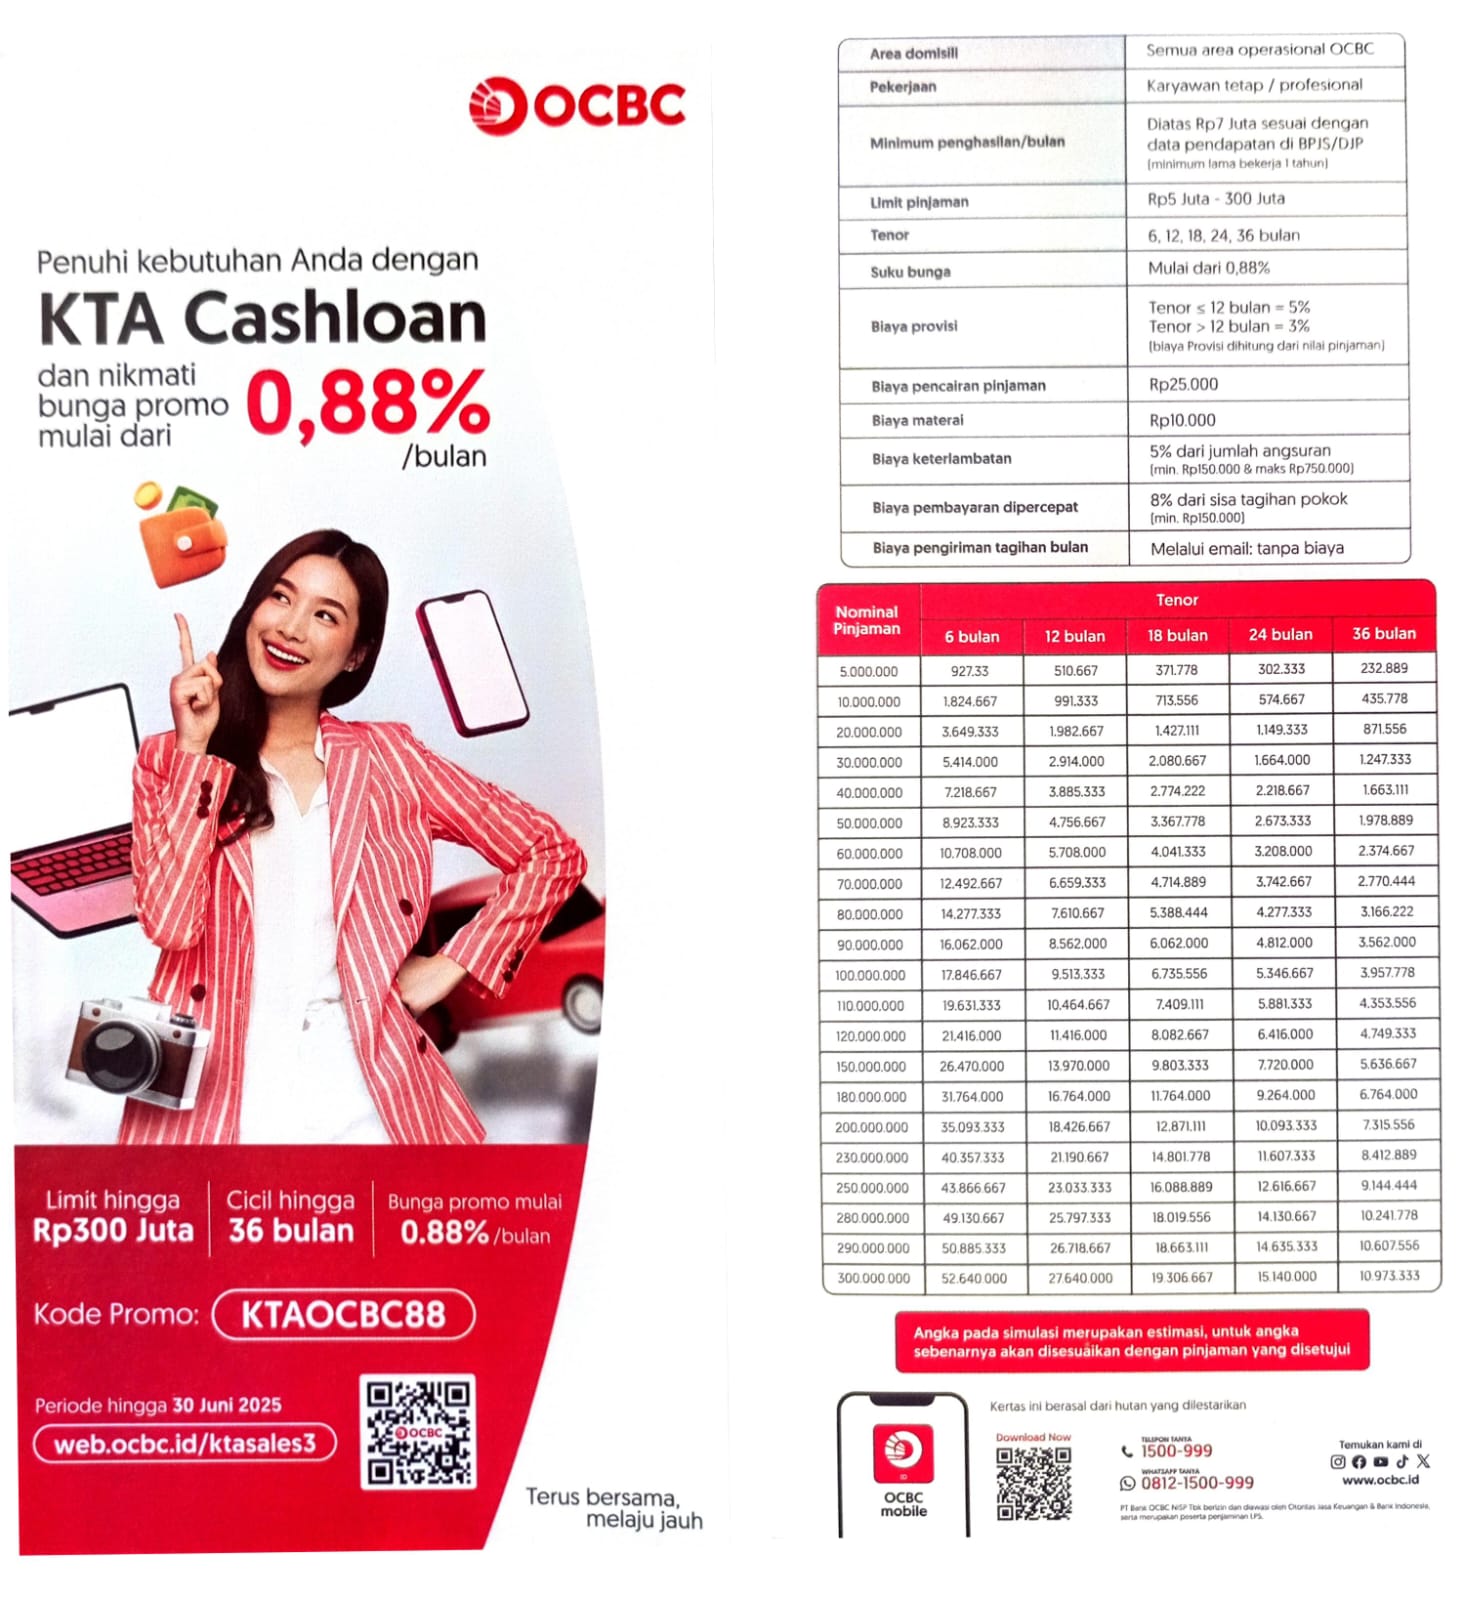 OCBC
Penuhi kebutuhan Anda dengan
KTA Cashloan
dan nikmati
bunga promo
mulai dari
0,88%
/bulan
Limit hingga
Rp300 Juta
Cicil hingga
36 bulan
Bunga promo mulai
0.88% /bulan
Kode Promo: KTAOCBC88
Periode hingga 30 Juni 2025
web.ocbc.id/ktasales3
OCBC
Terus bersama,
melaju jauh
Area domisili Semua area operasional OCBC
Pekerjaan Karyawan tetap / profesional
Minimum penghasilan/bulan Diatas Rp7 Juta sesuai dengan
data pendapatan di BPJS/DJP
(minimum lama bekerja 1 tahun)
Limit pinjaman Rp5 Juta - 300 Juta
Tenor 6, 12, 18, 24, 36 bulan
Suku bunga Mulai dari 0,88%
Biaya provisi Tenor ≤ 12 bulan = 5%
Tenor > 12 bulan = 3%
(biaya Provisi dihitung dari nilai pinjaman)
Biaya pencairan pinjaman Rp25.000
Biaya materai Rp10.000
Biaya keterlambatan 5% dari jumlah angsuran
(min. Rp150.000 & maks Rp750.000)
Biaya pembayaran dipercepat 8% dari sisa tagihan pokok
(min. Rp150.000)
Biaya pengiriman tagihan bulan Melalui email: tanpa biaya
Nominal
Pinjaman
Tenor
6 bulan 12 bulan 18 bulan 24 bulan 36 bulan
5.000.000 927.33 510.667 371.778 302.333 232.889
10.000.000 1.824.667 991.333 713.556 574.667 435.778
20.000.000 3.649.333 1.982.667 1.427.111 1.149.333 871.556
30.000.000 5.414.000 2.914.000 2.080.667 1.664.000 1.247.333
40.000.000 7.218.667 3.885.333 2.774.222 2.218.667 1.663.111
50.000.000 8.923.333 4.756.667 3.367.778 2.673.333 1.978.889
60.000.000 10.708.000 5.708.000 4.041.333 3.208.000 2.374.667
70.000.000 12.492.667 6.659.333 4.714.889 3.742.667 2.770.444
80.000.000 14.277.333 7.610.667 5.388.444 4.277.333 3.166.222
90.000.000 16.062.000 8.562.000 6.062.000 4.812.000 3.562.000
100.000.000 17.846.667 9.513.333 6.735.556 5.346.667 3.957.778
110.000.000 19.631.333 10.464.667 7.409.111 5.881.333 4.353.556
120.000.000 21.416.000 11.416.000 8.082.667 6.416.000 4.749.333
150.000.000 26.470.000 13.970.000 9.803.333 7.720.000 5.636.667
180.000.000 31.764.000 16.764.000 11.764.000 9.264.000 6.764.000
200.000.000 35.093.333 18.426.667 12.871.111 10.093.333 7.315.556
230.000.000 40.357.333 21.190.667 14.801.778 11.607.333 8.412.889
250.000.000 43.866.667 23.033.333 16.088.889 12.616.667 9.144.444
280.000.000 49.130.667 25.797.333 18.019.556 14.130.667 10.241.778
290.000.000 50.885.333 26.718.667 18.663.111 14.635.333 10.607.556
300.000.000 52.640.000 27.640.000 19.306.667 15.140.000 10.973.333
Angka pada simulasi merupakan estimasi, untuk angka
sebenarnya akan disesuaikan dengan pinjaman yang disetujui
Kertas ini berasal dari hutan yang dilestarikan
ID
OCBC
mobile
Download Now
TELEPON TANYA
1500-999
WHATSAPP TANYA
0812-1500-999
Temukan kami di
www.ocbc.id
PT Bank OCBC NISP Tbk berizin dan diawasi oleh Otoritas Jasa Keuangan & Bank Indonesia,
serta merupakan peserta penjaminan LPS.